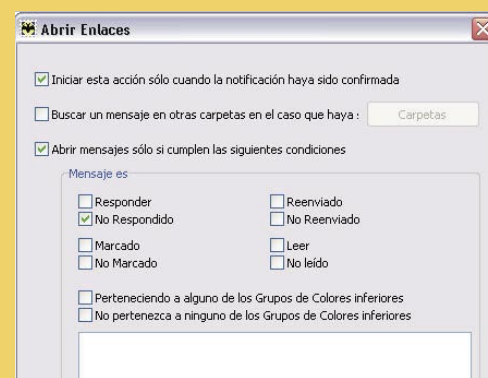 Abrir Enlaces
Iniciar esta acción sólo cuando la notificación haya sido confirmada
Buscar un mensaje en otras carpetas en el caso que haya : Carpetas
Abrir mensajes sólo si cumplen las siguientes condiciones
Mensaje es
Responder Reenviado
No Respondido No Reenviado
Marcado Leer
No Marcado No leído
Perteneciendo a alguno de los Grupos de Colores inferiores
No pertenezca a ninguno de los Grupos de Colores inferiores